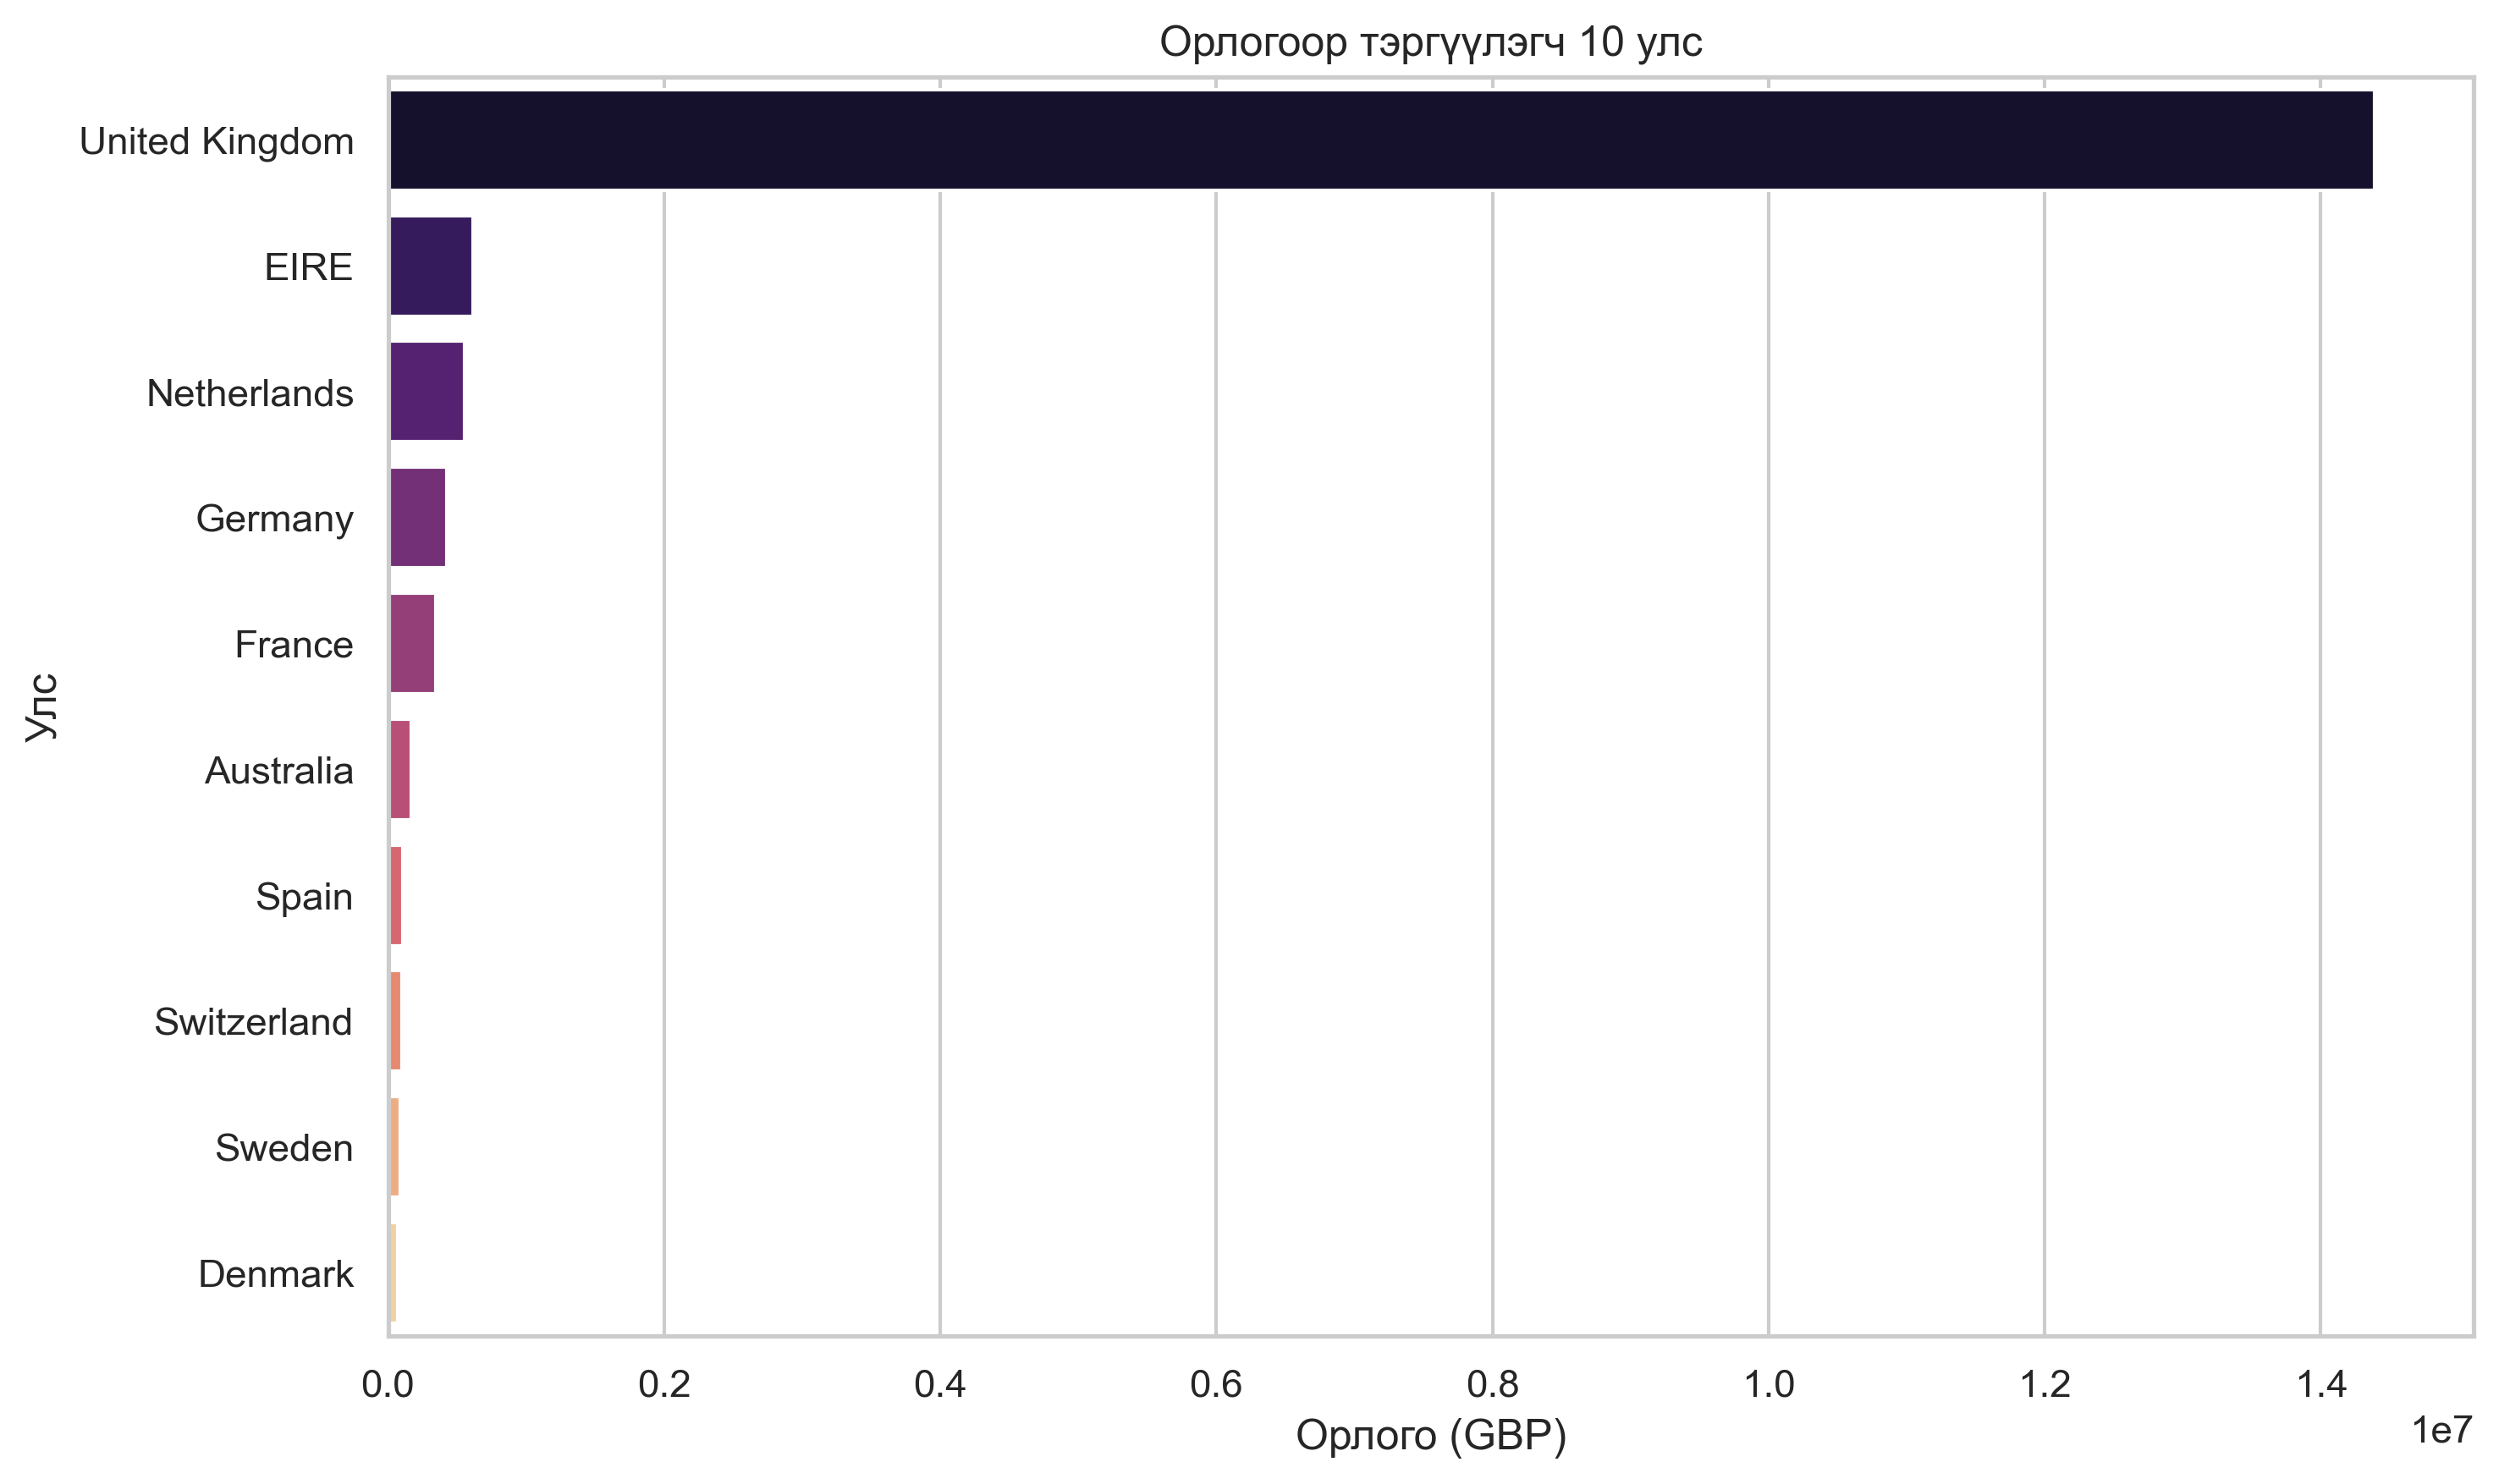 Орлогоор тэргүүлэгч 10 улс
United Kingdom
EIRE
Netherlands
Germany
France
Australia
Spain
Switzerland
Sweden
Denmark
Улс
0.0 0.2 0.4 0.6 0.8 1.0 1.2 1.4
1e7
Орлого (GBP)